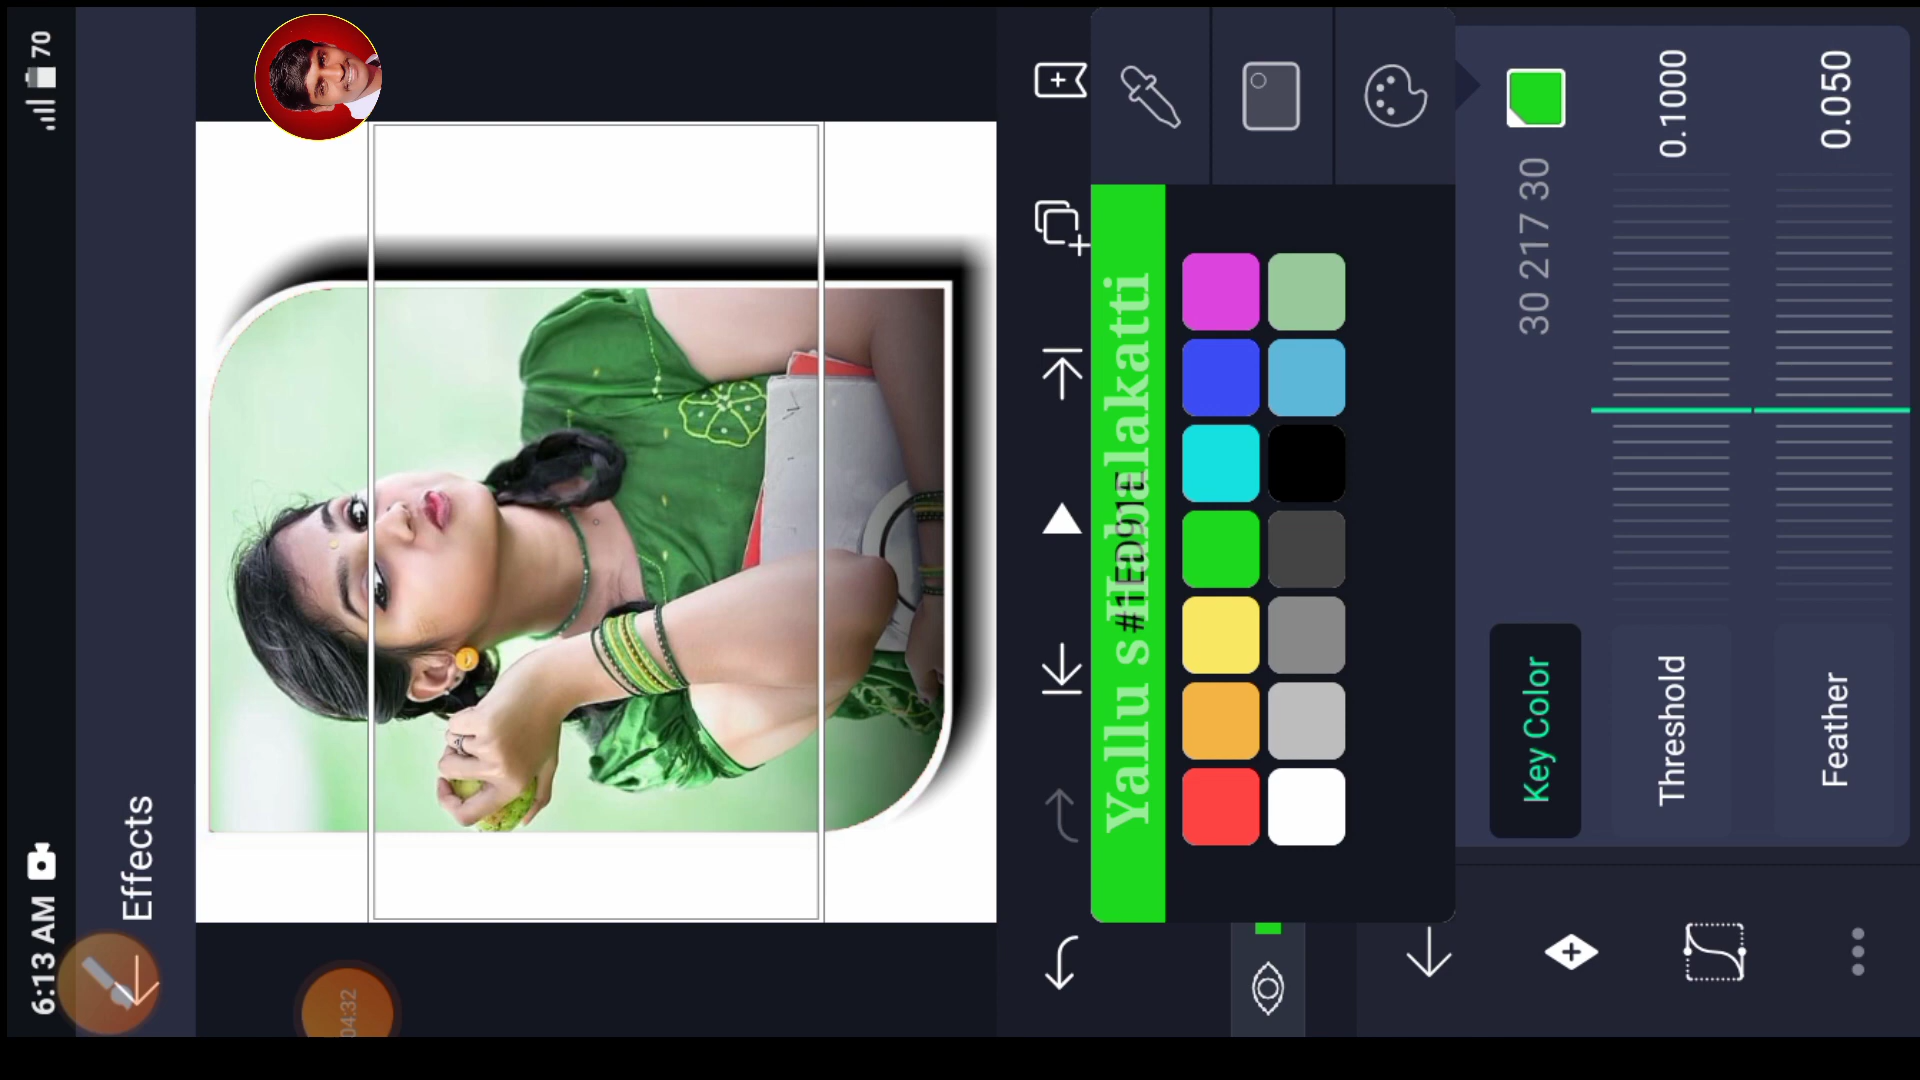 6:13 AM
70
Effects
04:32
Yallu s Habalakatti
Key Color
30 217 30
Threshold
0.1000
Feather
0.050